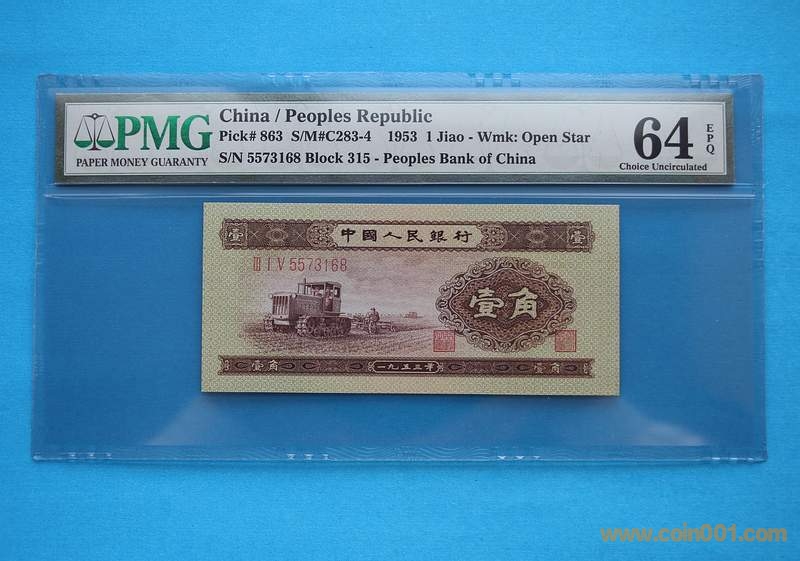 PMG
PAPER MONEY GUARANTY
China / Peoples Republic
Pick# 863 S/M#C283-4 1953 1 Jiao - Wmk: Open Star
S/N 5573168 Block 315 - Peoples Bank of China
64
EPQ
Choice Uncirculated
壹 中國人民銀行 壹
III I V 5573168
壹角
壹角 一九五三年 壹角
www.coin001.com